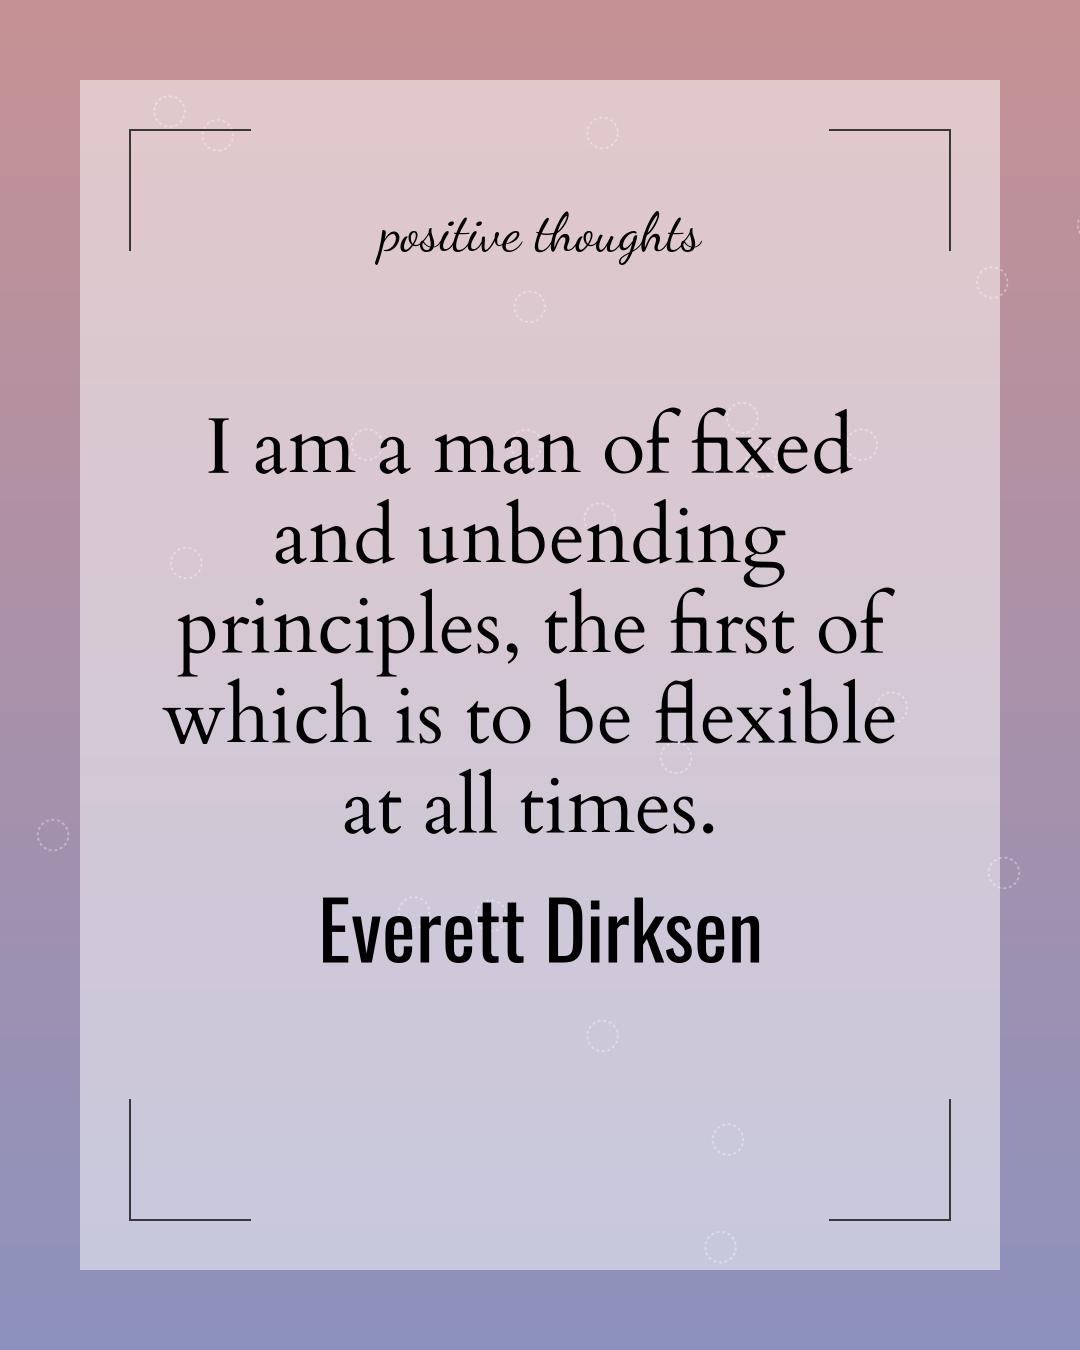 positive thoughts
I am a man of fixed
and unbending
principles, the first of
which is to be flexible
at all times.
Everett Dirksen